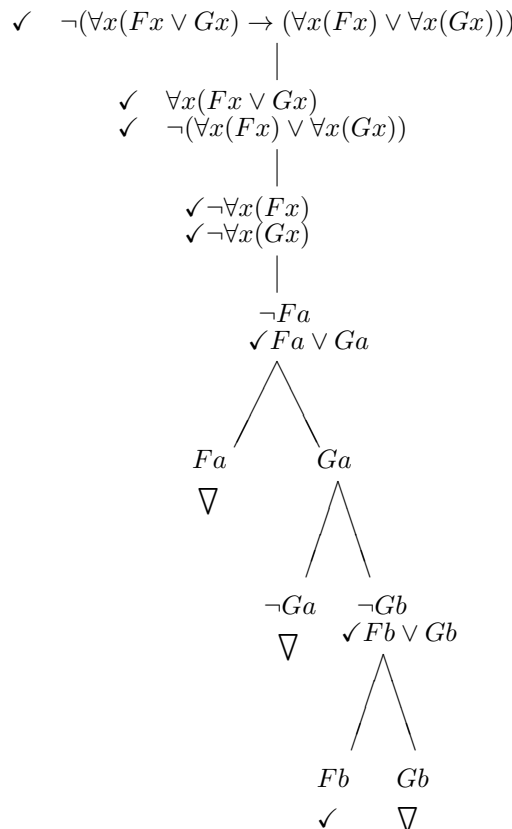 ✓ ¬(∀x(Fx ∨ Gx) → (∀x(Fx) ∨ ∀x(Gx)))
✓ ∀x(Fx ∨ Gx)
✓ ¬(∀x(Fx) ∨ ∀x(Gx))
✓¬∀x(Fx)
✓¬∀x(Gx)
¬Fa
✓Fa ∨ Ga
Fa Ga
▽
¬Ga ¬Gb
▽ ✓Fb ∨ Gb
Fb Gb
✓ ▽